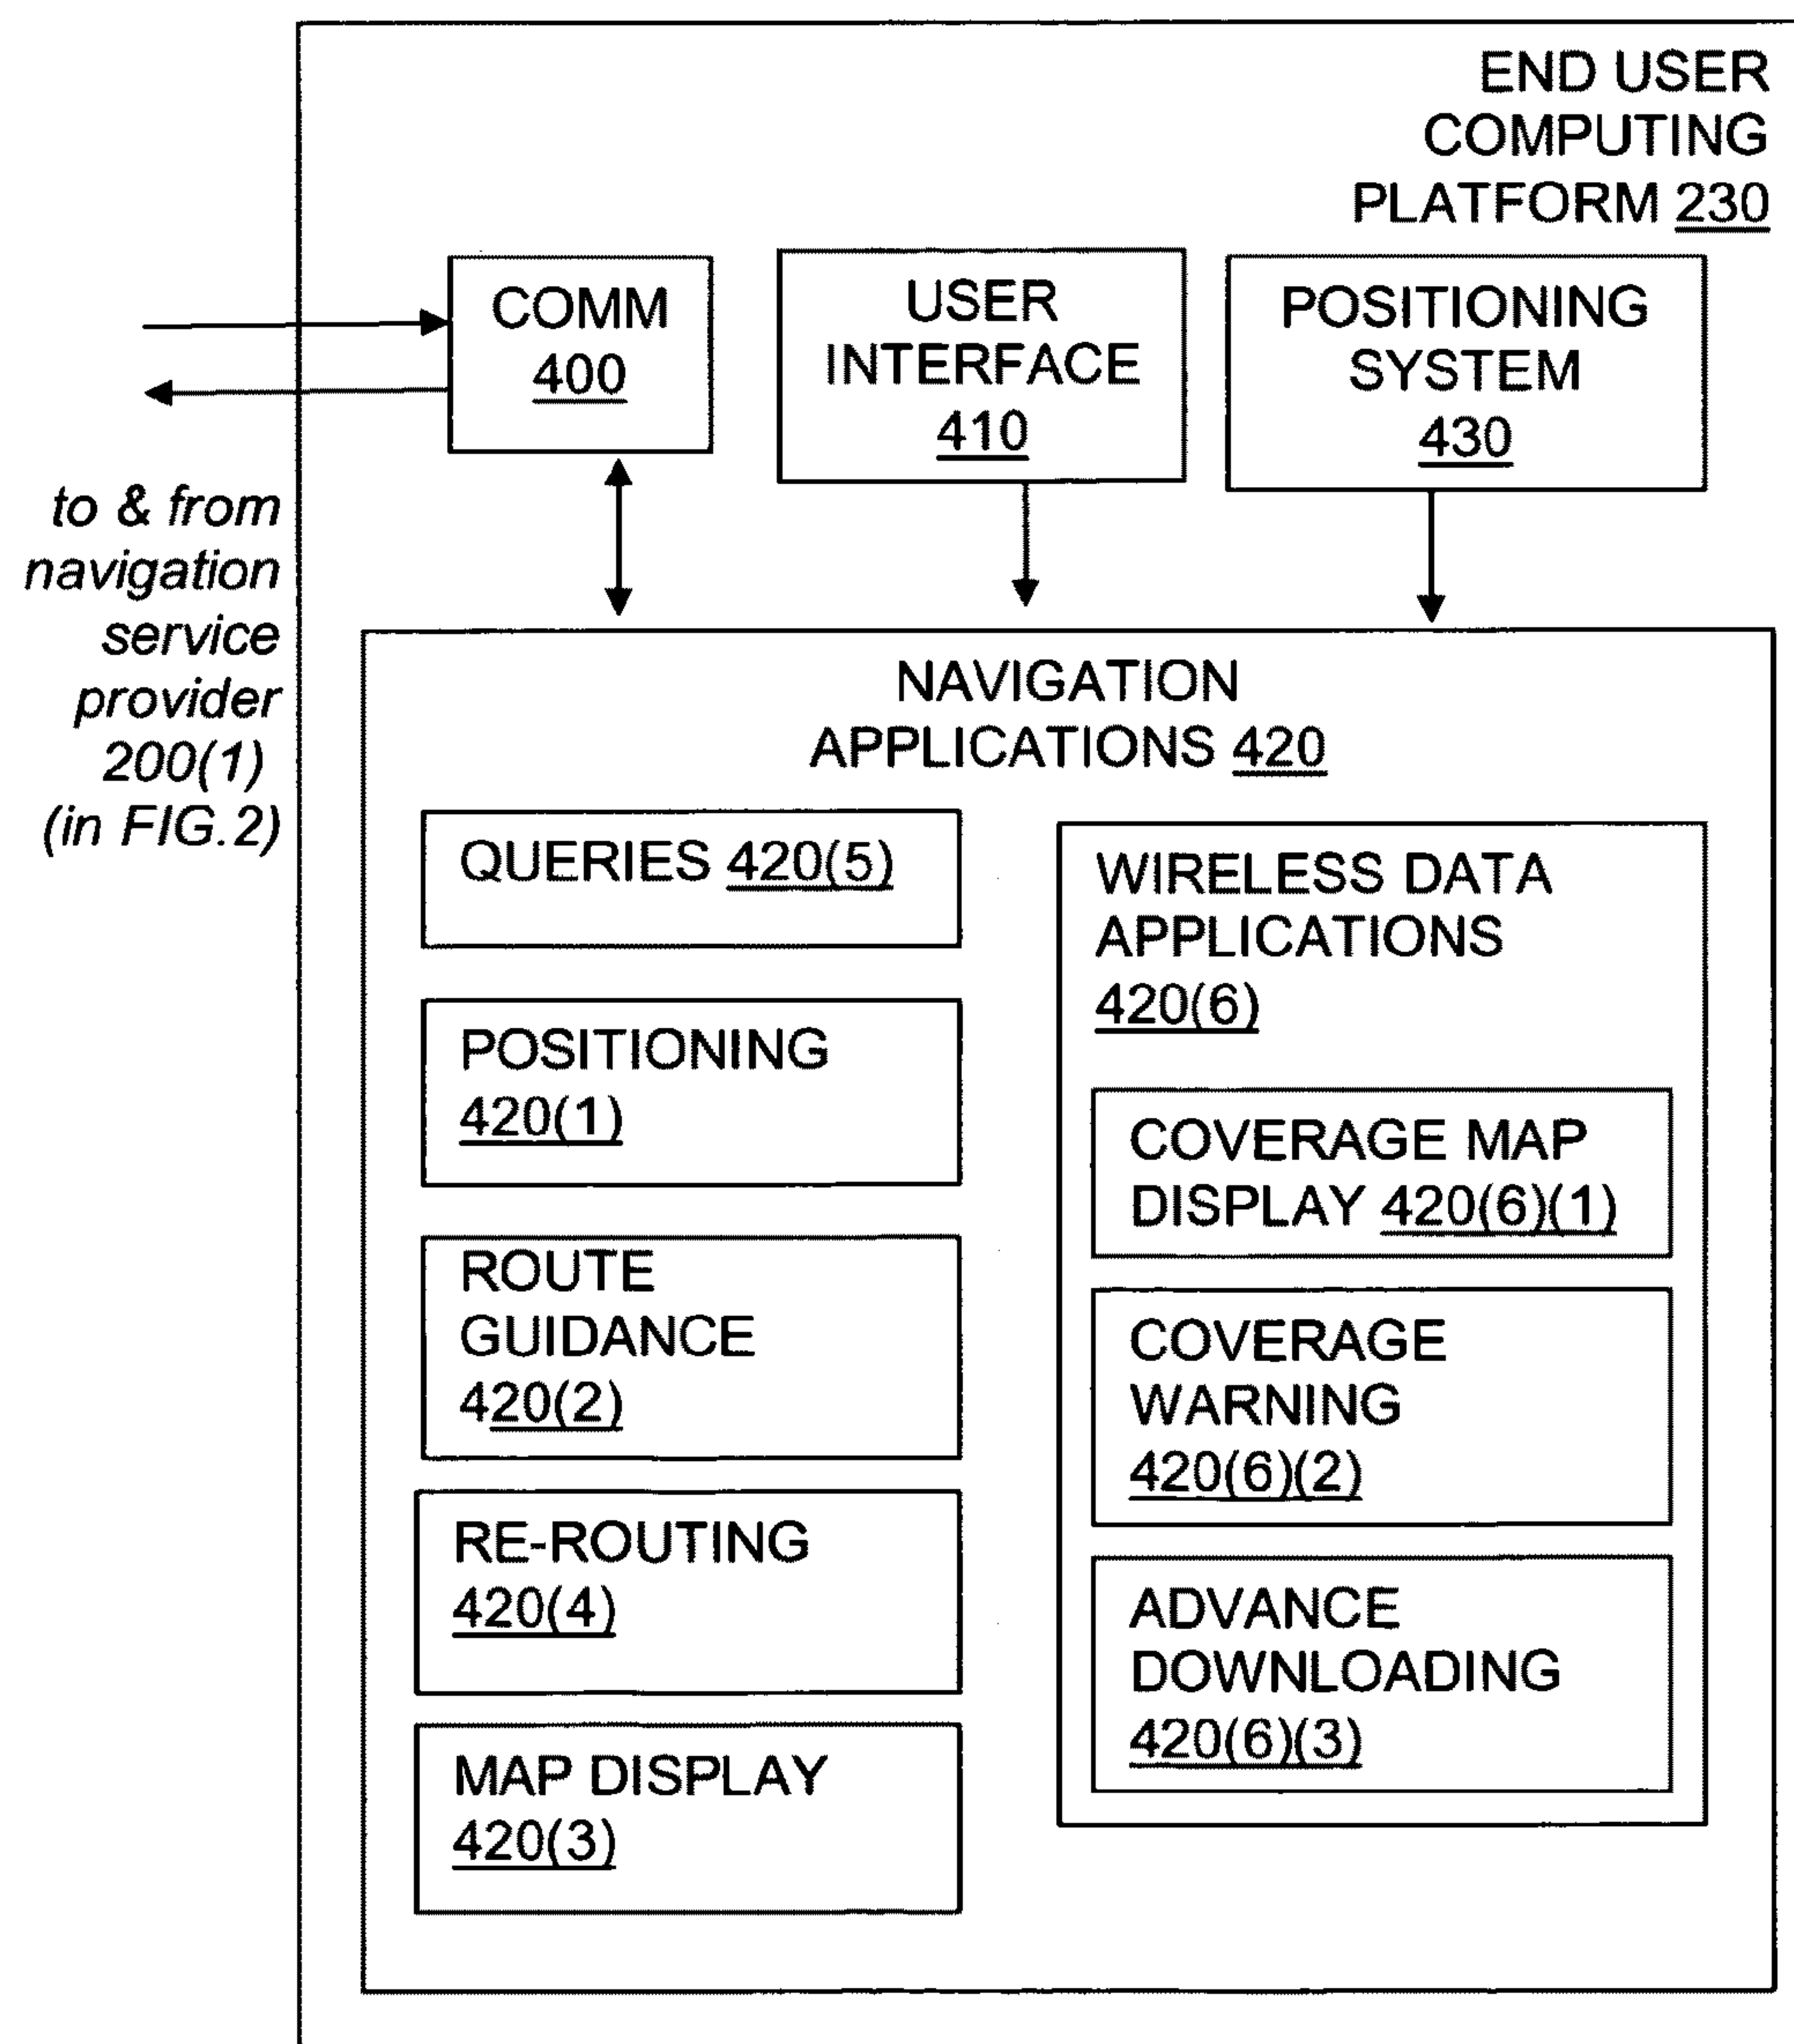 END USER
COMPUTING
PLATFORM 230
COMM
400
USER
INTERFACE
410
POSITIONING
SYSTEM
430
to & from
navigation
service
provider
200(1)
(in FIG.2)
NAVIGATION
APPLICATIONS 420
QUERIES 420(5)
POSITIONING
420(1)
ROUTE
GUIDANCE
420(2)
RE-ROUTING
420(4)
MAP DISPLAY
420(3)
WIRELESS DATA
APPLICATIONS
420(6)
COVERAGE MAP
DISPLAY 420(6)(1)
COVERAGE
WARNING
420(6)(2)
ADVANCE
DOWNLOADING
420(6)(3)